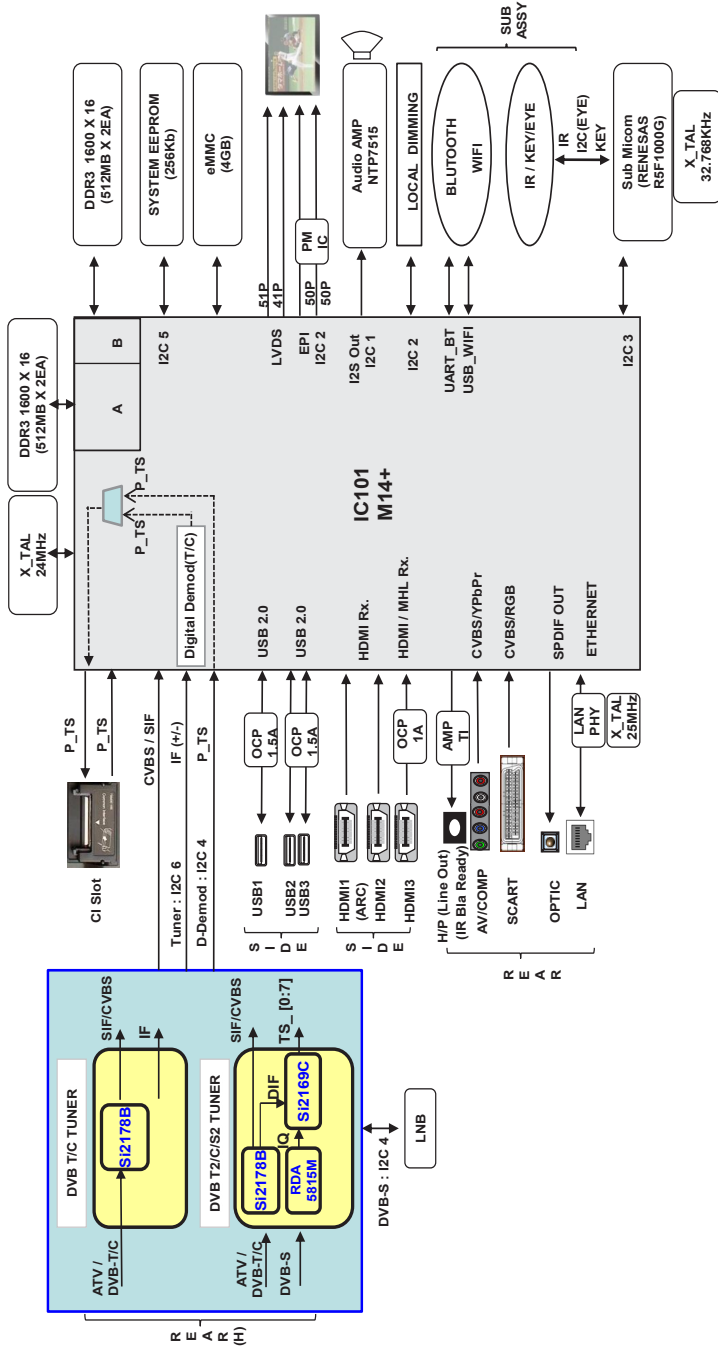 R
E
A
R
(H)
ATV /
DVB-T/C
DVB T/C TUNER
Si2178B
SIF/CVBS
IF
ATV /
DVB-T/C
DVB-S
DVB T2/C/S2 TUNER
Si2178B
DIF
IQ
RDA
5815M
Si2169C
SIF/CVBS
TS_ [0:7]
DVB-S : I2C 4
LNB
CI Slot
P_TS
P_TS
CVBS / SIF
Tuner : I2C 6
IF (+/-)
D-Demod : I2C 4
P_TS
S
I
D
E
USB1
USB2
USB3
OCP
1.5A
OCP
1.5A
USB 2.0
USB 2.0
S
I
D
E
HDMI1
(ARC)
HDMI2
HDMI3
OCP
1A
HDMI Rx.
HDMI / MHL Rx.
R
E
A
R
H/P (Line Out)
(IR Bla Ready)
AV/COMP
SCART
OPTIC
LAN
AMP
TI
LAN
PHY
X_TAL
25MHz
CVBS/YPbPr
CVBS/RGB
SPDIF OUT
ETHERNET
X_TAL
24MHz
DDR3 1600 X 16
(512MB X 2EA)
A
B
P_TS
P_TS
Digital Demod(T/C)
IC101
M14+
I2C 5
LVDS
EPI
I2C 2
I2S Out
I2C 1
I2C 2
UART_BT
USB_WIFI
I2C 3
51P
41P
50P
50P
PM
IC
DDR3 1600 X 16
(512MB X 2EA)
SYSTEM EEPROM
(256Kb)
eMMC
(4GB)
Audio AMP
NTP7515
LOCAL DIMMING
BLUTOOTH
WIFI
IR / KEY/EYE
SUB
ASSY
IR
I2C(EYE)
KEY
Sub Micom
(RENESAS
R5F1000G)
X_TAL
32.768KHz